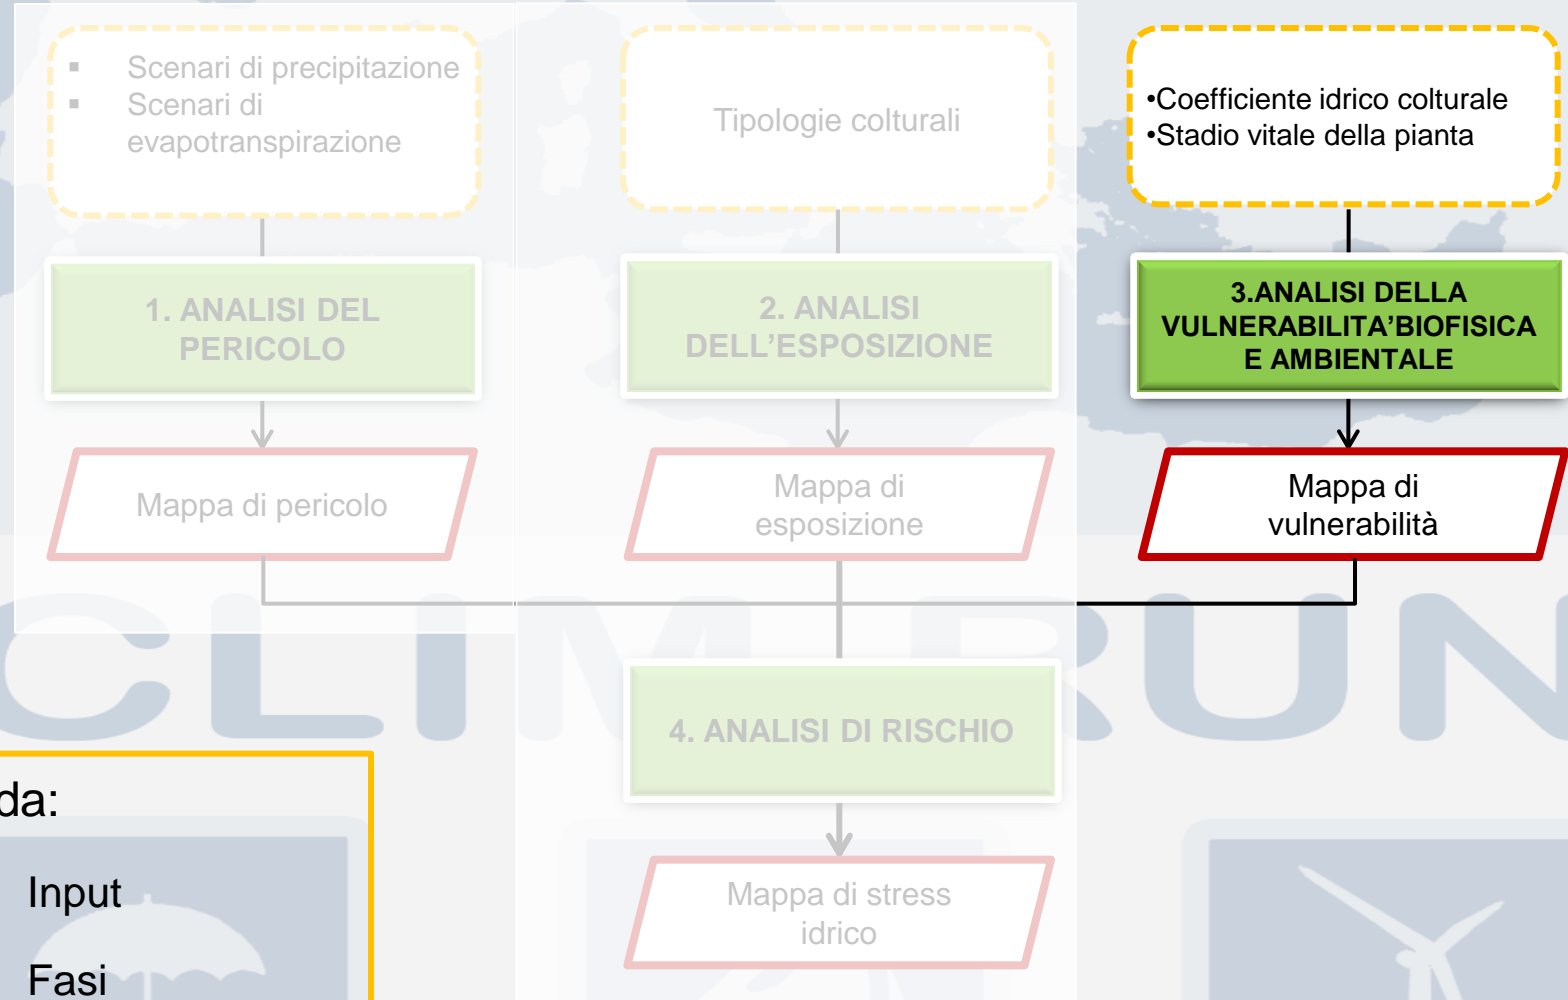 ▪ Scenari di precipitazione
▪ Scenari di
evapotranspirazione
Tipologie colturali
•Coefficiente idrico colturale
•Stadio vitale della pianta
1. ANALISI DEL
PERICOLO
2. ANALISI
DELL’ESPOSIZIONE
3.ANALISI DELLA
VULNERABILITA’BIOFISICA
E AMBIENTALE
Mappa di pericolo
Mappa di
esposizione
Mappa di
vulnerabilità
CLIM RUN
4. ANALISI DI RISCHIO
Mappa di stress
idrico
da:
Input
Fasi